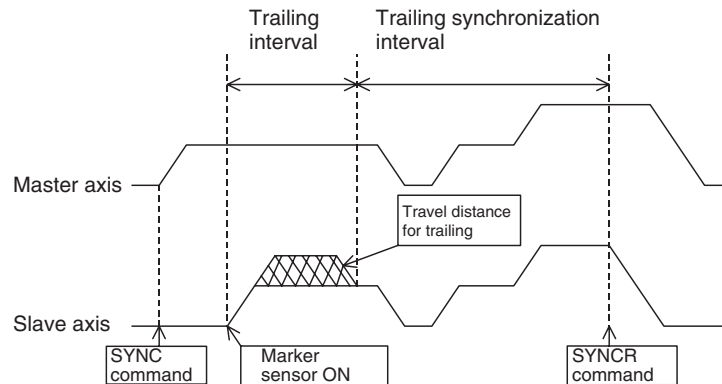 Trailing
interval
Trailing synchronization
interval
Master axis
Travel distance
for trailing
Slave axis
SYNC
command
Marker
sensor ON
SYNCR
command